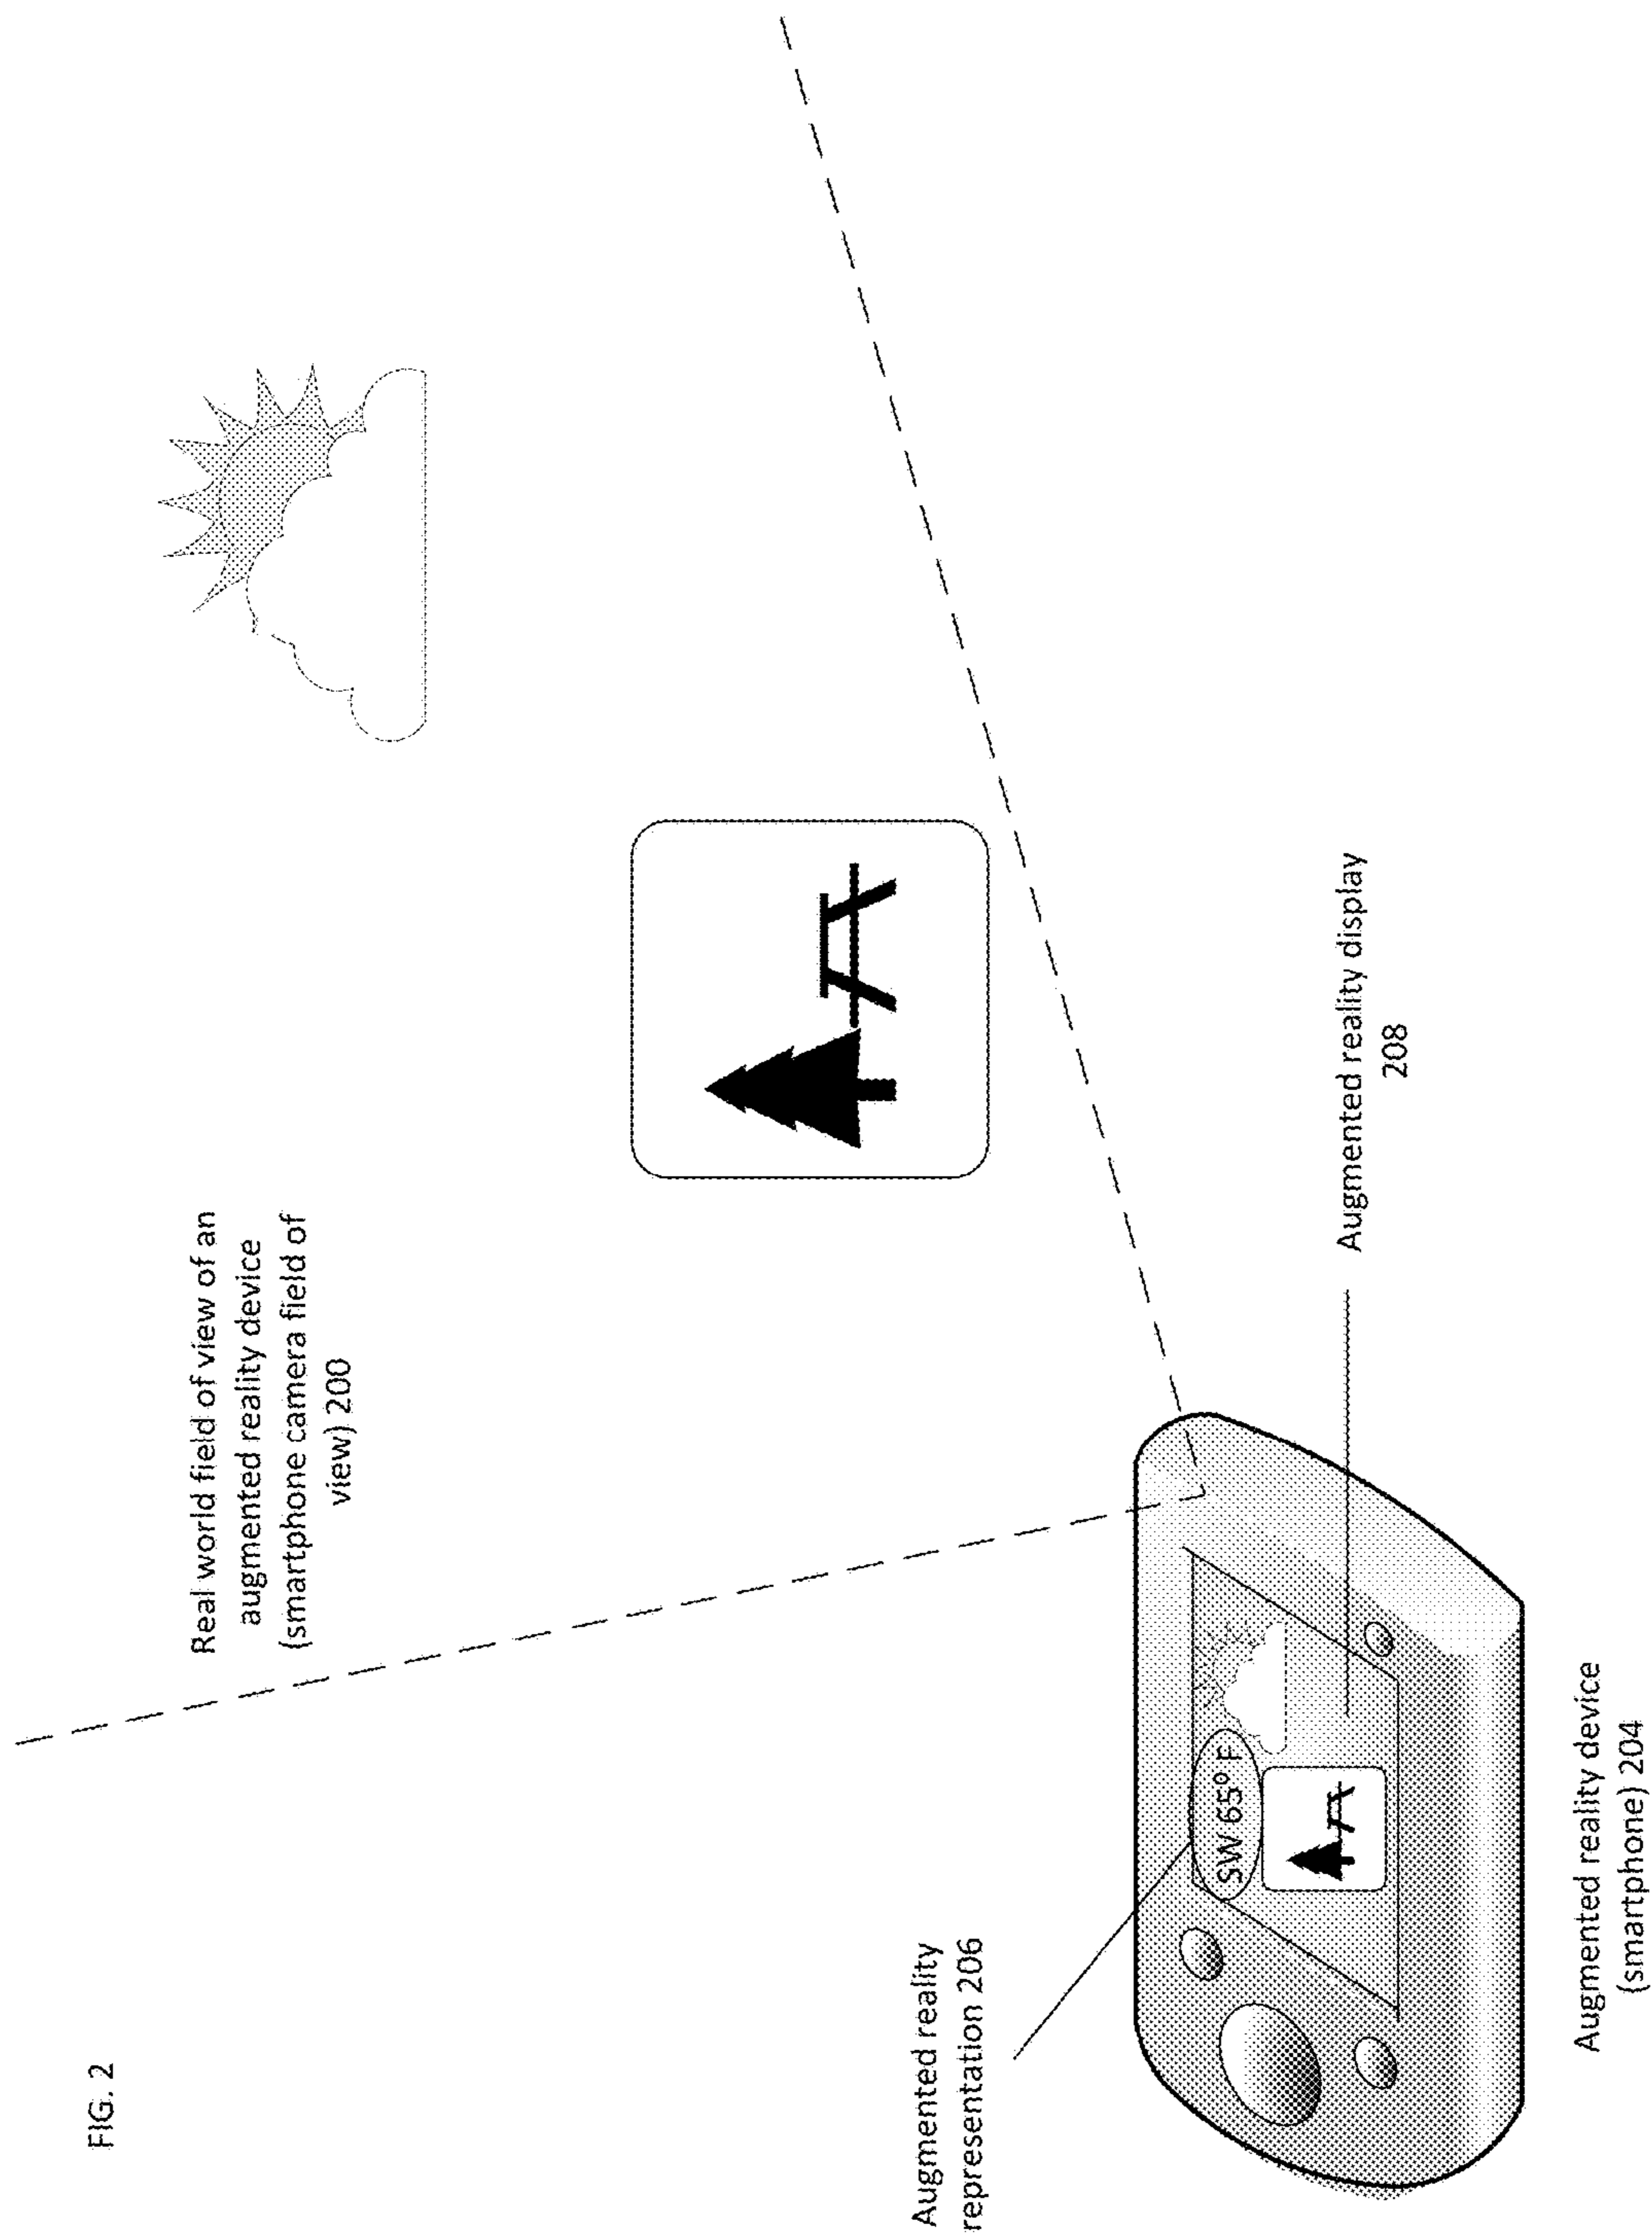 FIG. 2
Real world field of view of an
augmented reality device
(smartphone camera field of
view) 200
Augmented reality
representation 206
SW 65º F
Augmented reality display
208
Augmented reality device
(smartphone) 204